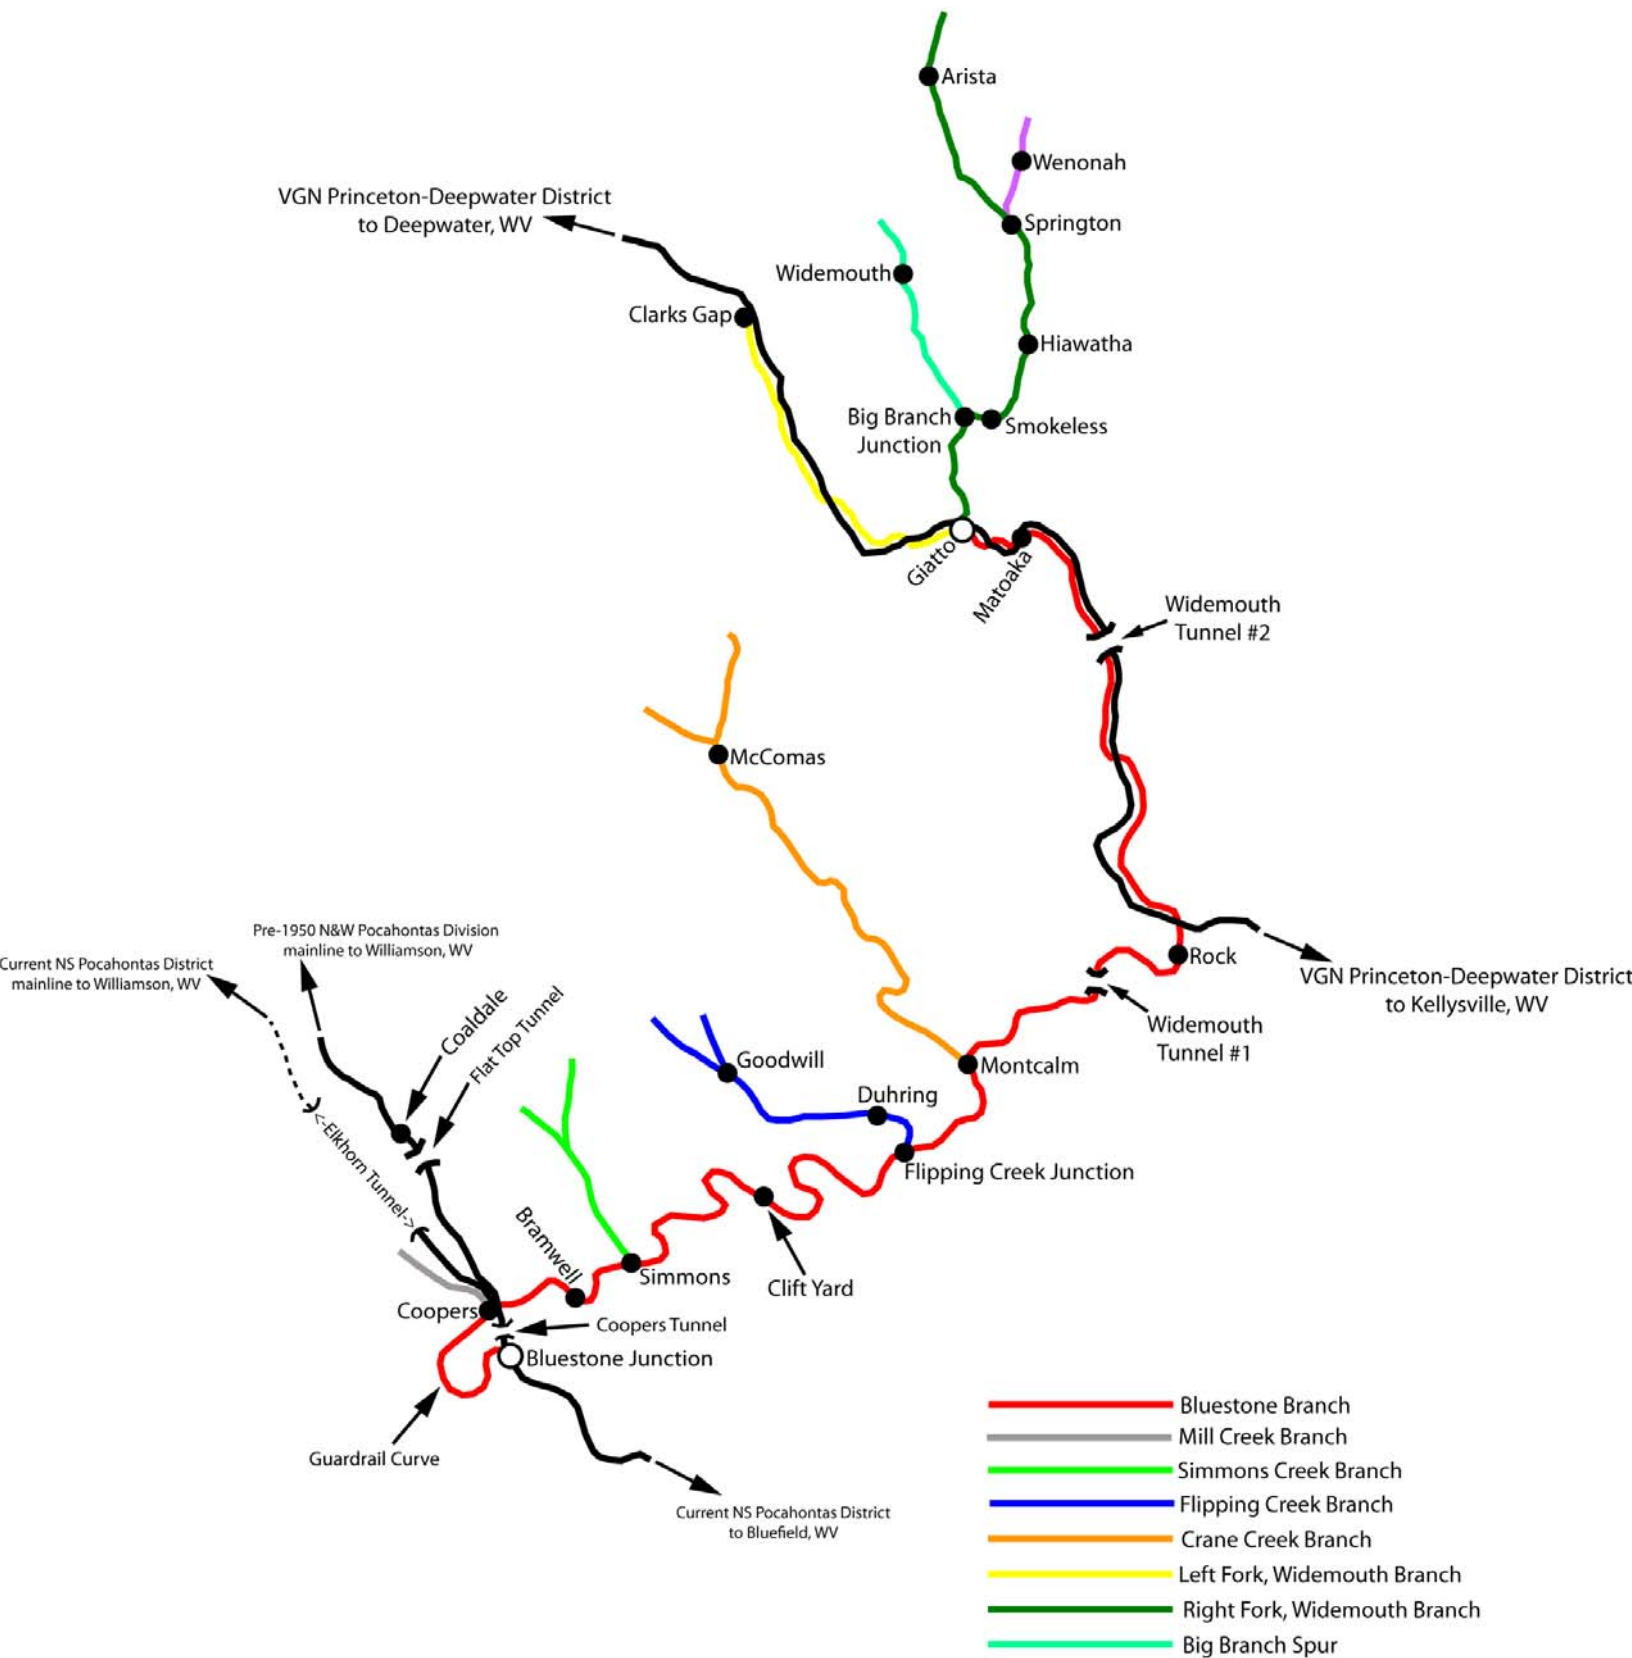 Arista
Wenonah
VGN Princeton-Deepwater District
to Deepwater, WV
Springton
Widemouth
Clarks Gap
Hiawatha
Big Branch
Junction
Smokeless
Giatto
Matoaka
Widemouth
Tunnel #2
McComas
Pre-1950 N&W Pocahontas Division
mainline to Williamson, WV
Current NS Pocahontas District
mainline to Williamson, WV
Rock
VGN Princeton-Deepwater District
to Kellysville, WV
Coaldale
Flat Top Tunnel
Widemouth
Tunnel #1
Goodwill
Montcalm
Duhring
<-Elkhorn Tunnel->
Flipping Creek Junction
Bramwell
Simmons
Clift Yard
Coopers
Coopers Tunnel
Bluestone Junction
Guardrail Curve
Current NS Pocahontas District
to Bluefield, WV
Bluestone Branch
Mill Creek Branch
Simmons Creek Branch
Flipping Creek Branch
Crane Creek Branch
Left Fork, Widemouth Branch
Right Fork, Widemouth Branch
Big Branch Spur